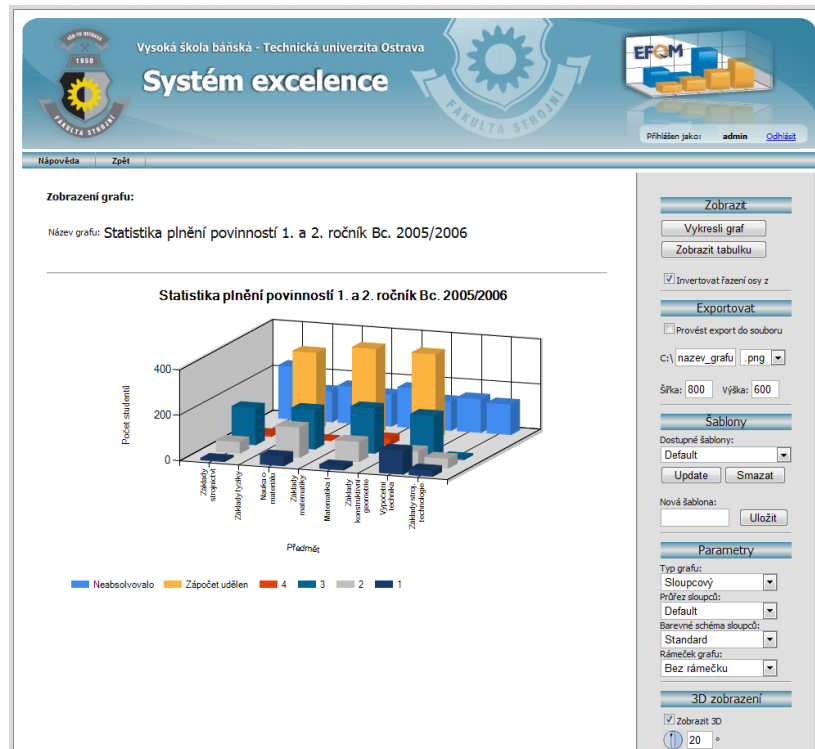 VŠB TU OSTRAVA
1950
FAKULTA STROJNÍ
Vysoká škola báňská - Technická univerzita Ostrava
Systém excelence
FAKULTA STROJNÍ
EFQM
Přihlášen jako: admin Odhlásit
Nápověda Zpět
Zobrazení grafu:
Název grafu: Statistika plnění povinností 1. a 2. ročník Bc. 2005/2006
Statistika plnění povinností 1. a 2. ročník Bc. 2005/2006
Počet studentů
400
200
0
Základy
strojnictví
Základy fyziky
Nauka o
materiálu
Základy
matematiky
Matematika I
Základy
konstruktivní
geometrie
Výpočetní
technika
Základy stroj.
technologie
Předmět
Neabsolvovalo Zápočet udělen 4 3 2 1
Zobrazit
Vykresli graf
Zobrazit tabulku
Invertovat řazení osy z
Exportovat
Provést export do souboru
C:\ nazev_grafu .png
Šířka: 800 Výška: 600
Šablony
Dostupné šablony:
Default
Update Smazat
Nová šablona:
Uložit
Parametry
Typ grafu:
Sloupcový
Průřez sloupců:
Default
Barevné schéma sloupců:
Standard
Rámeček grafu:
Bez rámečku
3D zobrazení
Zobrazit 3D
20 °